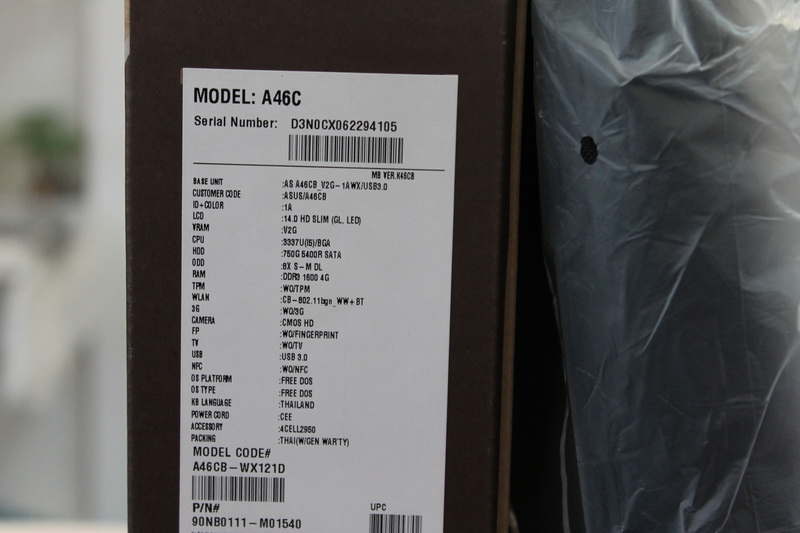 MODEL: A46C
Serial Number: D3N0CX062294105
MB VER.K46CB
BASE UNIT :AS A46CB_V2G-1AWX/USB3.0
CUSTOMER CODE :ASUS/A46CB
ID+COLOR :1A
LCD :14.0 HD SLIM (GL, LED)
VRAM :V2G
CPU :3337U(I5)/BGA
HDD :750G 5400R SATA
ODD :8X S-M DL
RAM :DDR3 1600 4G
TPM :WO/TPM
WLAN :CB-802.11bgn_WW+BT
3G :WO/3G
CAMERA :CMOS HD
FP :WO/FINGERPRINT
TV :WO/TV
USB :USB 3.0
NFC :WO/NFC
OS PLATFORM :FREE DOS
OS TYPE :FREE DOS
KB LANGUAGE :THAILAND
POWER CORD :CEE
ACCESSORY :4CELL2950
PACKING :THAI(W/GEN WAR'TY)
MODEL CODE#
A46CB-WX121D
P/N# UPC
90NB0111-M01540